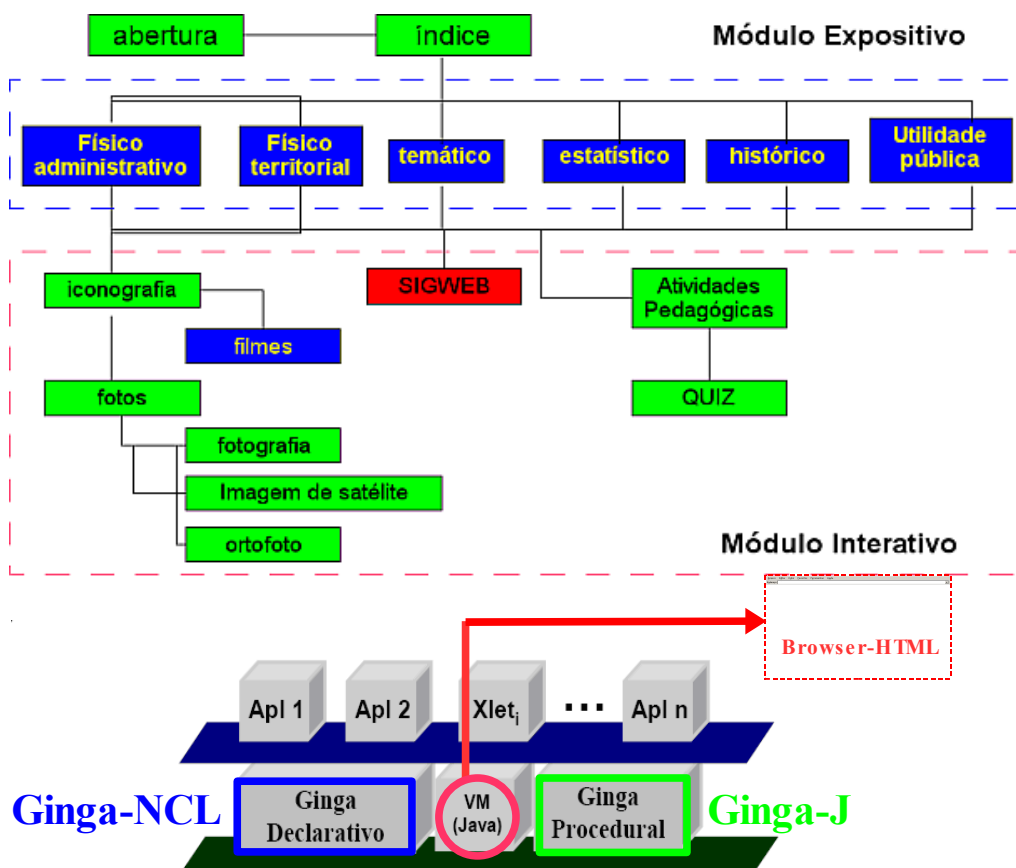 abertura
índice
Módulo Expositivo
Físico
administrativo
Físico
territorial
temático
estatístico
histórico
Utilidade
pública
iconografia
SIGWEB
Atividades
Pedagógicas
filmes
fotos
QUIZ
fotografia
Imagem de satélite
ortofoto
Módulo Interativo
Browser-HTML
Apl 1
Apl 2
Xleti
...
Apl n
Ginga-NCL
Ginga
Declarativo
VM
(Java)
Ginga
Procedural
Ginga-J